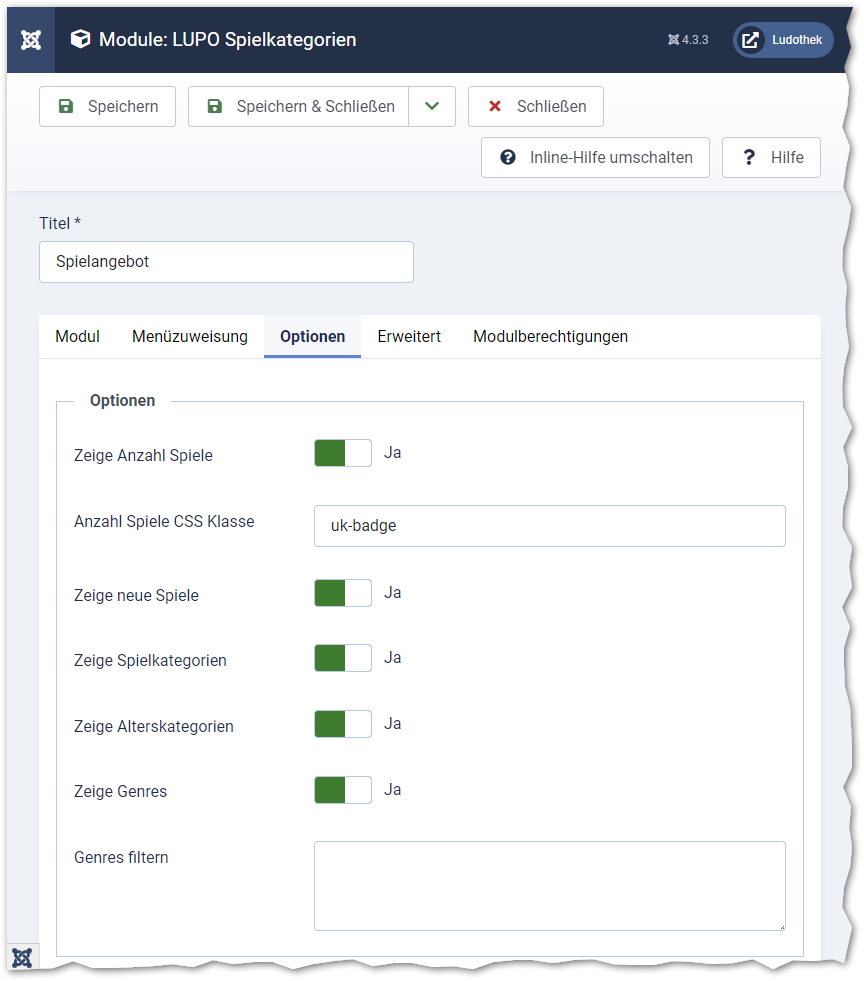 Module: LUPO Spielkategorien
4.3.3
Ludothek
Speichern
Speichern & Schließen
Schließen
Inline-Hilfe umschalten
? Hilfe
Titel *
Spielangebot
Modul
Menüzuweisung
Optionen
Erweitert
Modulberechtigungen
Optionen
Zeige Anzahl Spiele
Ja
Anzahl Spiele CSS Klasse
uk-badge
Zeige neue Spiele
Ja
Zeige Spielkategorien
Ja
Zeige Alterskategorien
Ja
Zeige Genres
Ja
Genres filtern